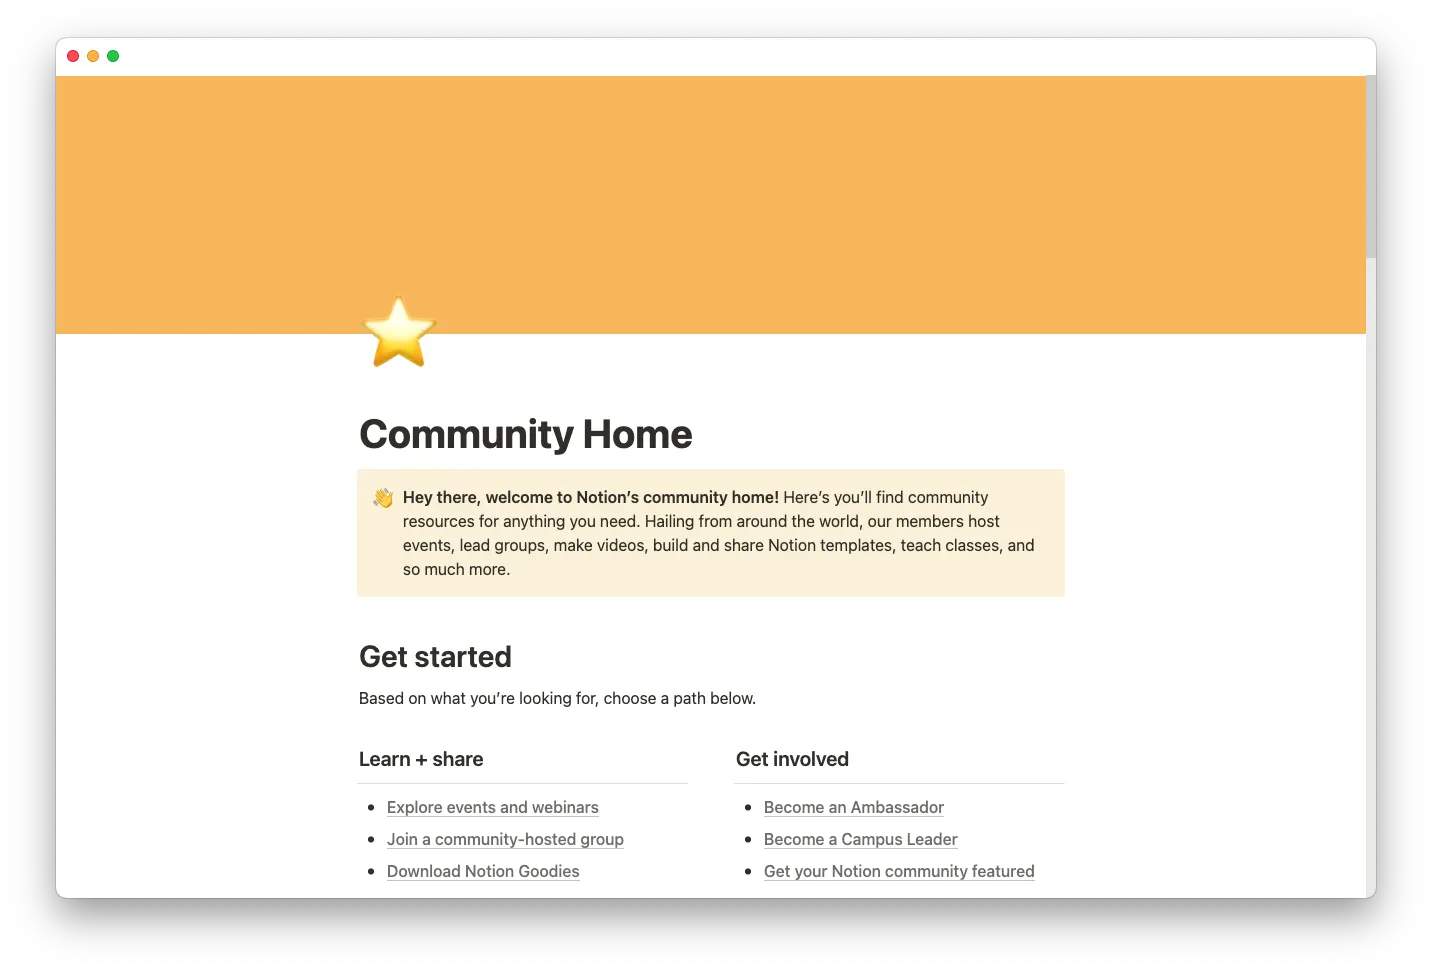 Community Home
Hey there, welcome to Notion’s community home! Here’s you’ll find community
resources for anything you need. Hailing from around the world, our members host
events, lead groups, make videos, build and share Notion templates, teach classes, and
so much more.
Get started
Based on what you’re looking for, choose a path below.
Learn + share
Explore events and webinars
Join a community-hosted group
Download Notion Goodies
Get involved
Become an Ambassador
Become a Campus Leader
Get your Notion community featured